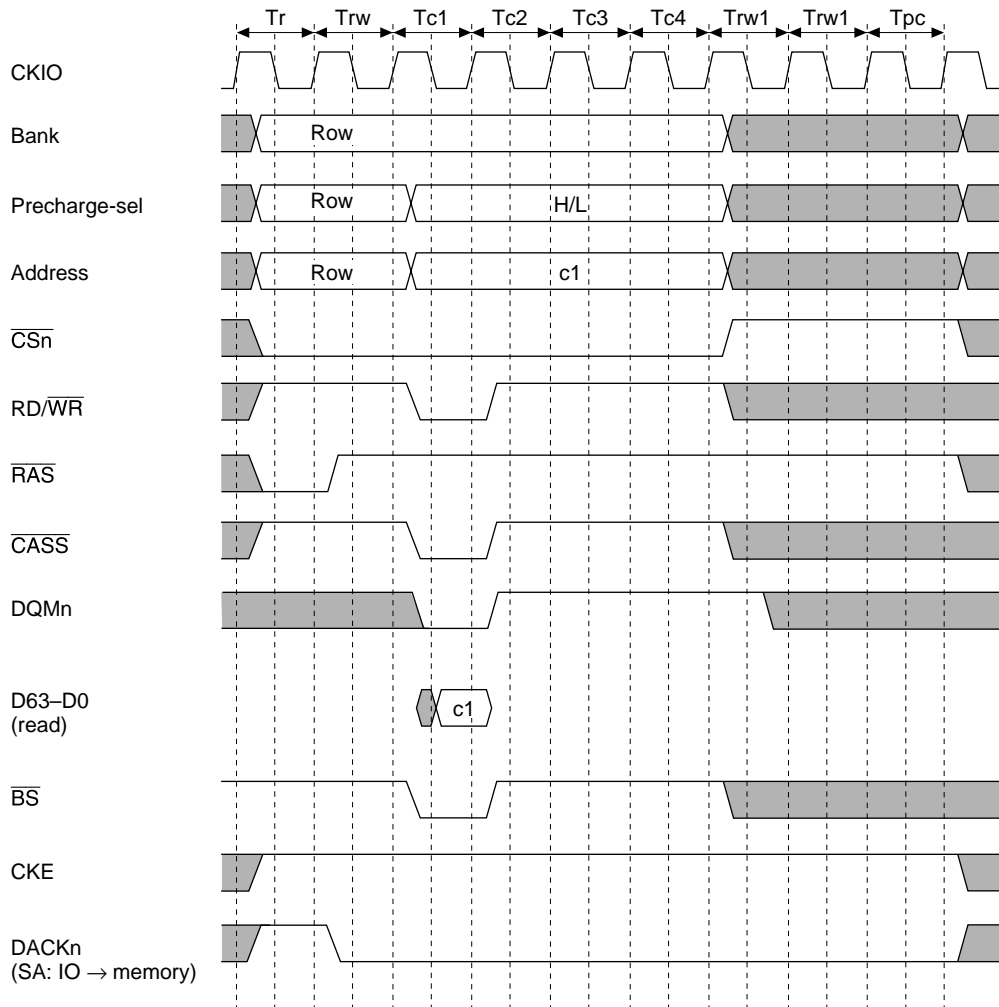 Tr Trw Tc1 Tc2 Tc3 Tc4 Trw1 Trw1 Tpc
CKIO
Bank Row
Precharge-sel Row H/L
Address Row c1
CSn
RD/WR
RAS
CASS
DQMn
D63–D0
(read) c1
BS
CKE
DACKn
(SA: IO → memory)